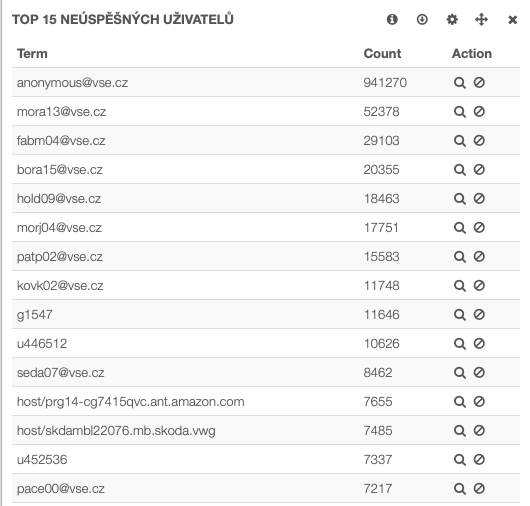 TOP 15 NEÚSPĚŠNÝCH UŽIVATELŮ
Term Count Action
anonymous@vse.cz 941270
mora13@vse.cz 52378
fabm04@vse.cz 29103
bora15@vse.cz 20355
hold09@vse.cz 18463
morj04@vse.cz 17751
patp02@vse.cz 15583
kovk02@vse.cz 11748
g1547 11646
u446512 10626
seda07@vse.cz 8462
host/prg14-cg7415qvc.ant.amazon.com 7655
host/skdambl22076.mb.skoda.vwg 7485
u452536 7337
pace00@vse.cz 7217